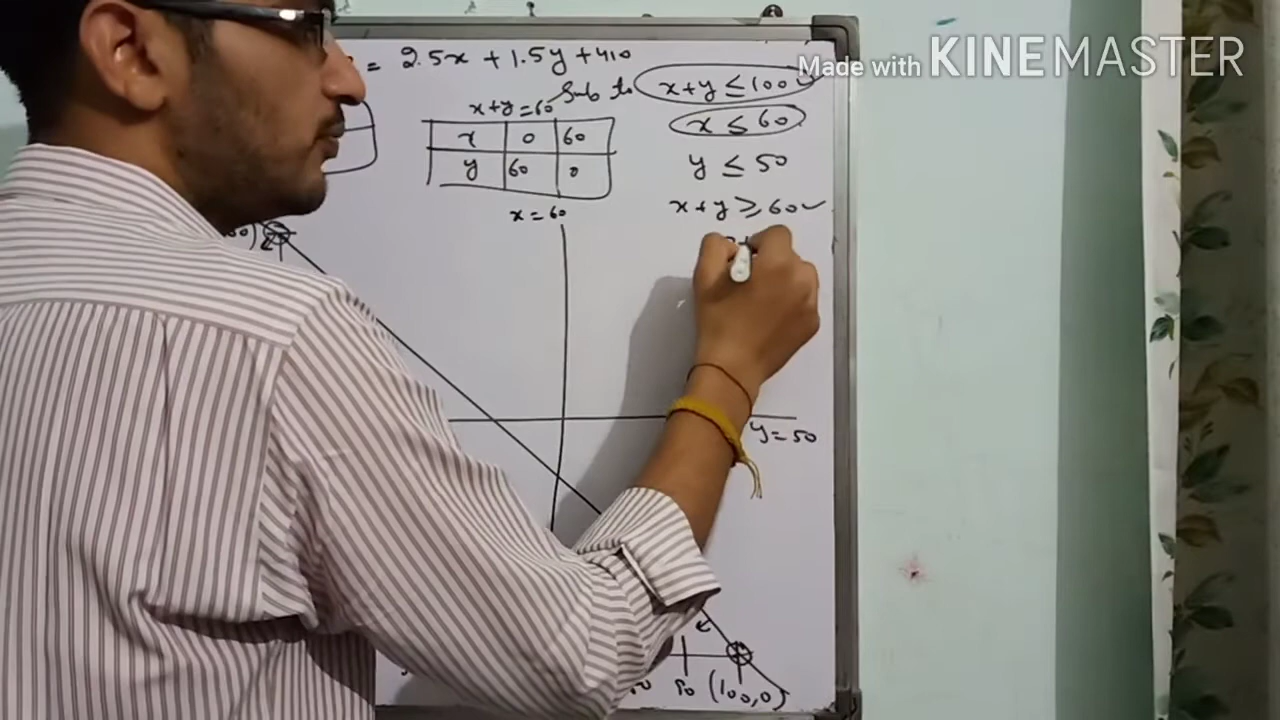 Made with KINEMASTER
= 2.5x + 1.5y + 410
Sub to x+y ≤ 100
x+y = 60
x 0 60
y 60 0
x ≤ 60
y ≤ 50
x+y ≥ 60
x = 60
y = 50
(100,0)